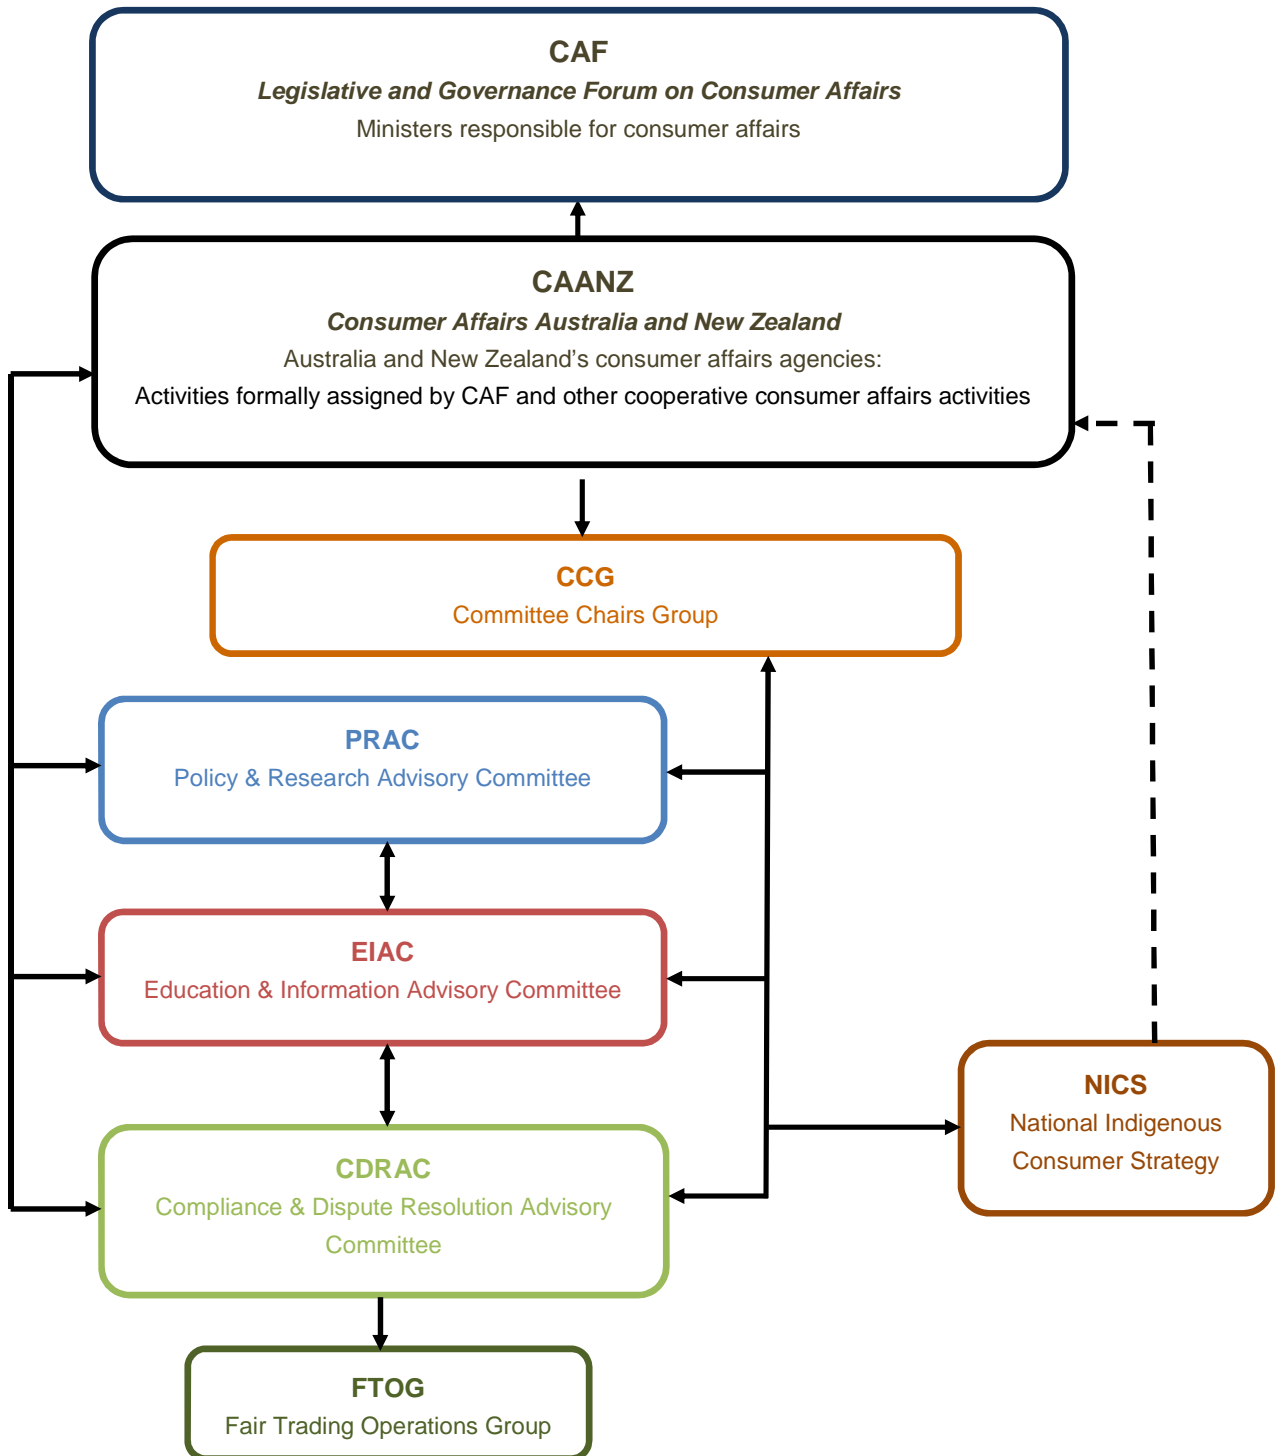 CAF
Legislative and Governance Forum on Consumer Affairs
Ministers responsible for consumer affairs
CAANZ
Consumer Affairs Australia and New Zealand
Australia and New Zealand’s consumer affairs agencies:
Activities formally assigned by CAF and other cooperative consumer affairs activities
CCG
Committee Chairs Group
PRAC
Policy & Research Advisory Committee
EIAC
Education & Information Advisory Committee
NICS
National Indigenous
Consumer Strategy
CDRAC
Compliance & Dispute Resolution Advisory
Committee
FTOG
Fair Trading Operations Group